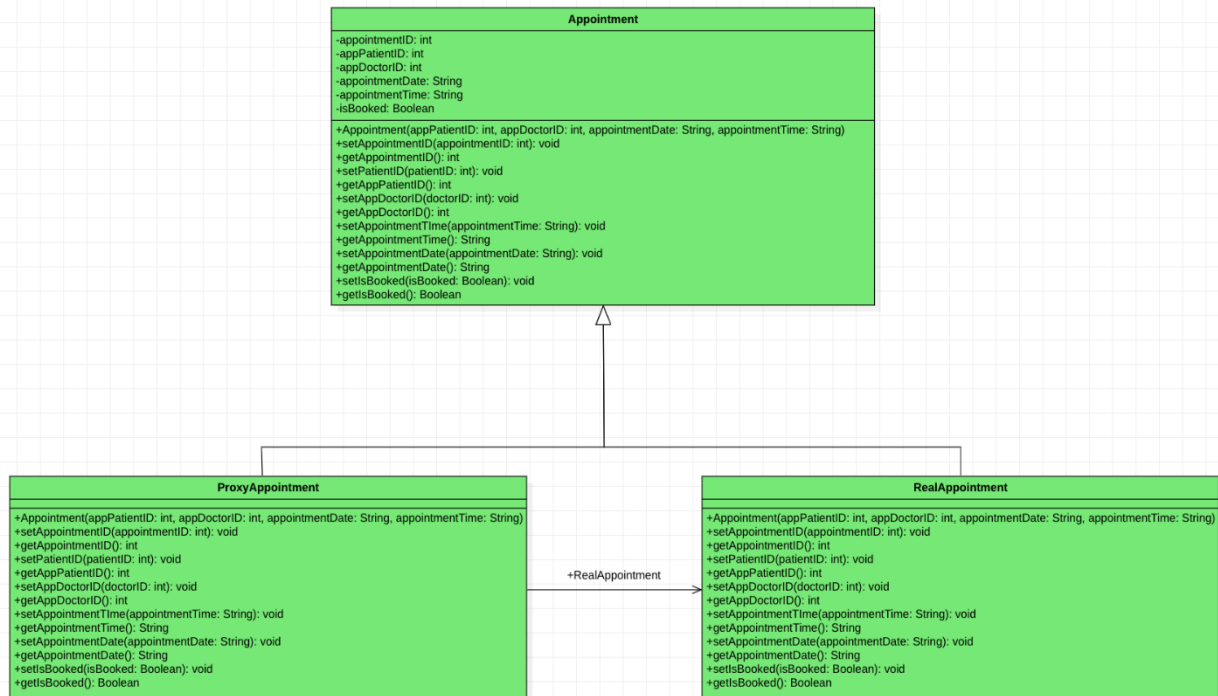 Appointment
-appointmentID: int
-appPatientID: int
-appDoctorID: int
-appointmentDate: String
-appointmentTime: String
-isBooked: Boolean
+Appointment(appPatientID: int, appDoctorID: int, appointmentDate: String, appointmentTime: String)
+setAppointmentID(appointmentID: int): void
+getAppointmentID(): int
+setPatientID(patientID: int): void
+getAppPatientID(): int
+setAppDoctorID(doctorID: int): void
+getAppDoctorID(): int
+setAppointmentTIme(appointmentTime: String): void
+getAppointmentTime(): String
+setAppointmentDate(appointmentDate: String): void
+getAppointmentDate(): String
+setIsBooked(isBooked: Boolean): void
+getIsBooked(): Boolean
ProxyAppointment
+Appointment(appPatientID: int, appDoctorID: int, appointmentDate: String, appointmentTime: String)
+setAppointmentID(appointmentID: int): void
+getAppointmentID(): int
+setPatientID(patientID: int): void
+getAppPatientID(): int
+setAppDoctorID(doctorID: int): void
+getAppDoctorID(): int
+setAppointmentTIme(appointmentTime: String): void
+getAppointmentTime(): String
+setAppointmentDate(appointmentDate: String): void
+getAppointmentDate(): String
+setIsBooked(isBooked: Boolean): void
+getIsBooked(): Boolean
+RealAppointment
RealAppointment
+Appointment(appPatientID: int, appDoctorID: int, appointmentDate: String, appointmentTime: String)
+setAppointmentID(appointmentID: int): void
+getAppointmentID(): int
+setPatientID(patientID: int): void
+getAppPatientID(): int
+setAppDoctorID(doctorID: int): void
+getAppDoctorID(): int
+setAppointmentTIme(appointmentTime: String): void
+getAppointmentTime(): String
+setAppointmentDate(appointmentDate: String): void
+getAppointmentDate(): String
+setIsBooked(isBooked: Boolean): void
+getIsBooked(): Boolean